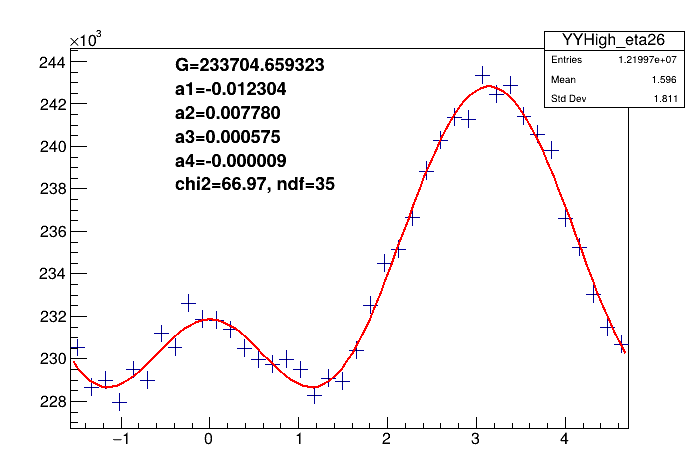 ×10³
YYHigh_eta26
Entries 1.21997e+07
Mean 1.596
Std Dev 1.811
G=233704.659323
a1=-0.012304
a2=0.007780
a3=0.000575
a4=-0.000009
chi2=66.97, ndf=35
244
242
240
238
236
234
232
230
228
−1 0 1 2 3 4